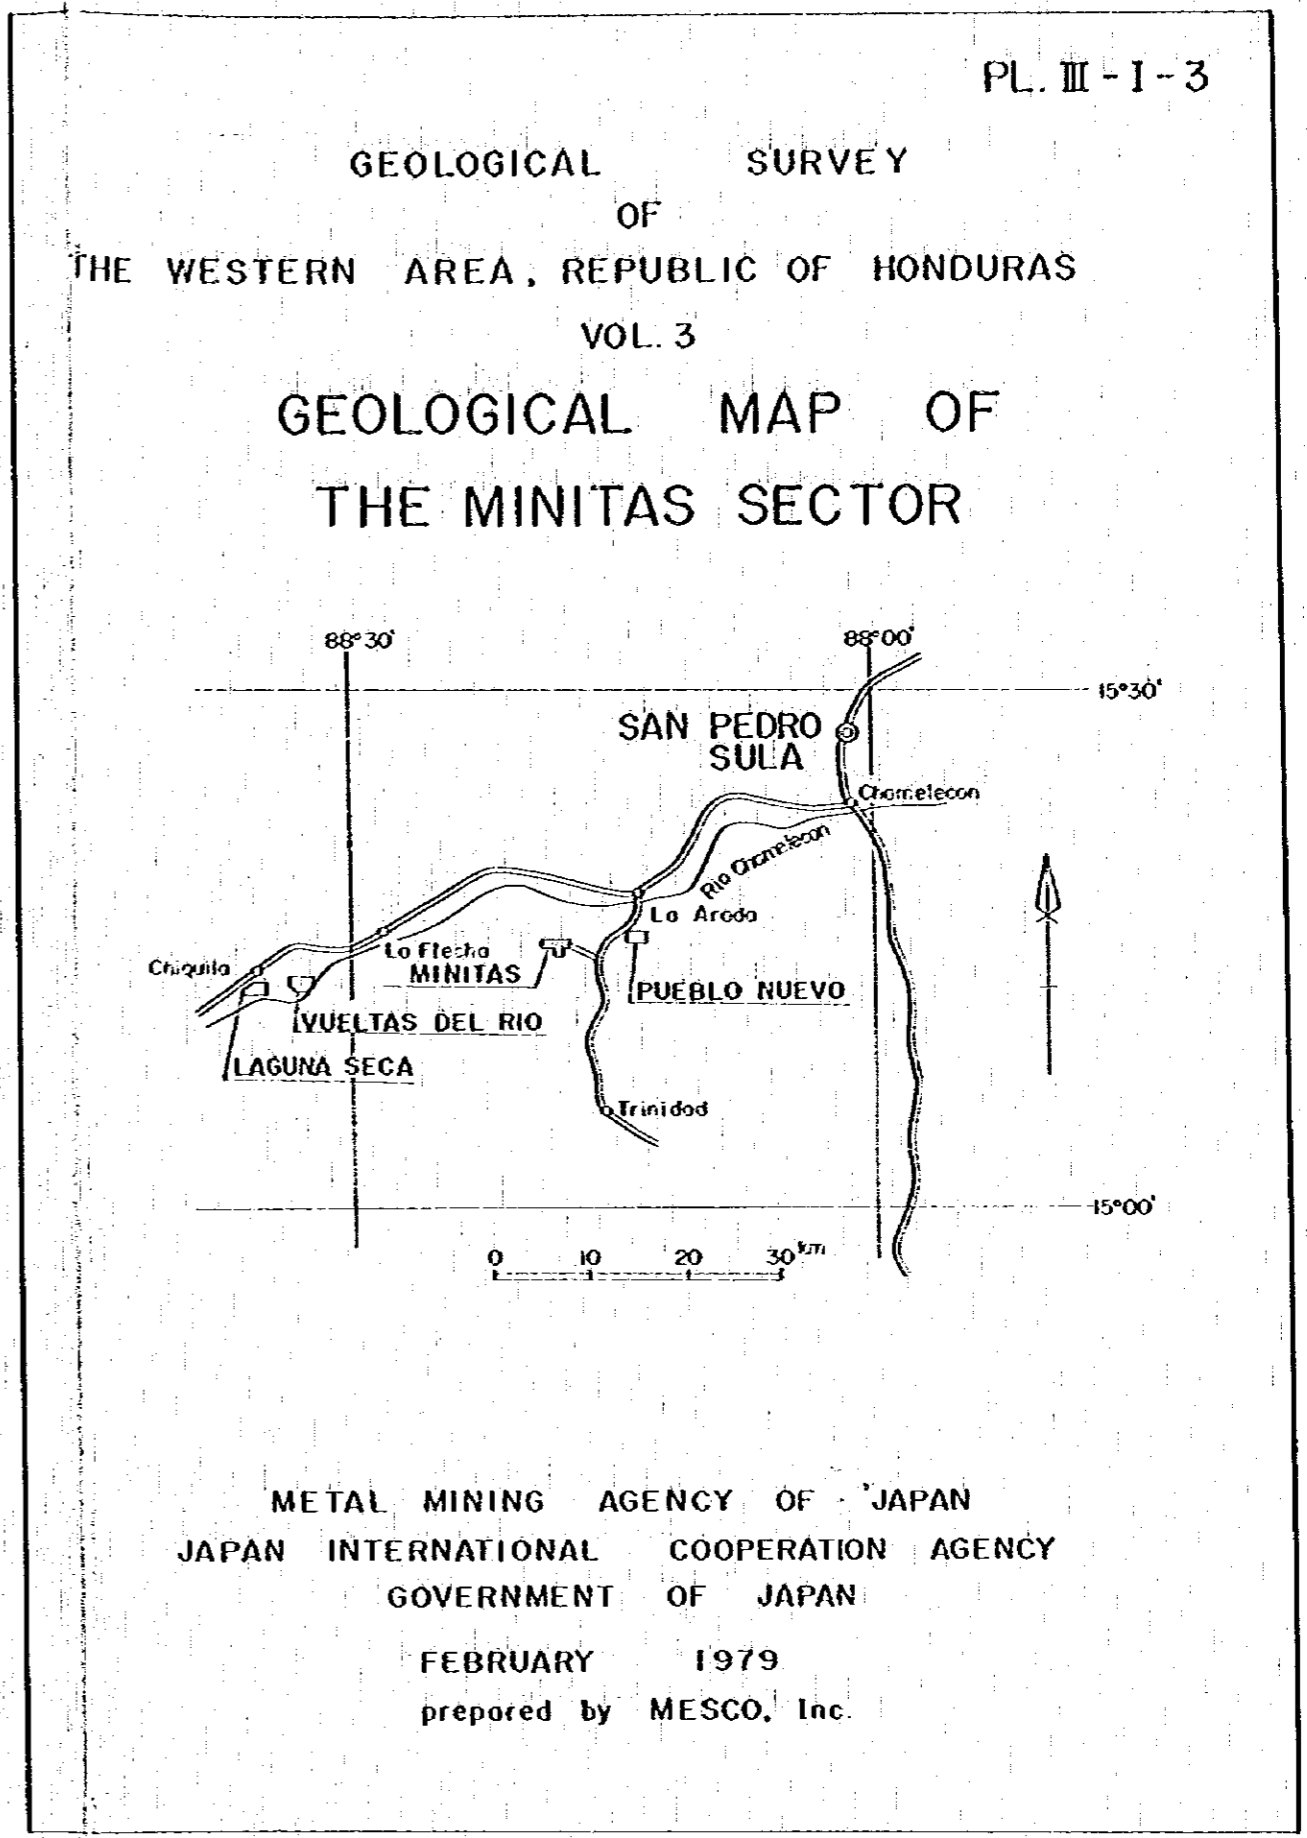 PL. III - I - 3
GEOLOGICAL SURVEY
OF
THE WESTERN AREA, REPUBLIC OF HONDURAS
VOL. 3
GEOLOGICAL MAP OF
THE MINITAS SECTOR
88°30' 88°00'
15°30'
SAN PEDRO
SULA
Chamelecon
Rio Chamelecon
La Arada
La Flecha
Chiquila
MINITAS
PUEBLO NUEVO
VUELTAS DEL RIO
LAGUNA SECA
Trinidad
15°00'
0 10 20 30 km
METAL MINING AGENCY OF JAPAN
JAPAN INTERNATIONAL COOPERATION AGENCY
GOVERNMENT OF JAPAN
FEBRUARY 1979
prepared by MESCO, Inc.